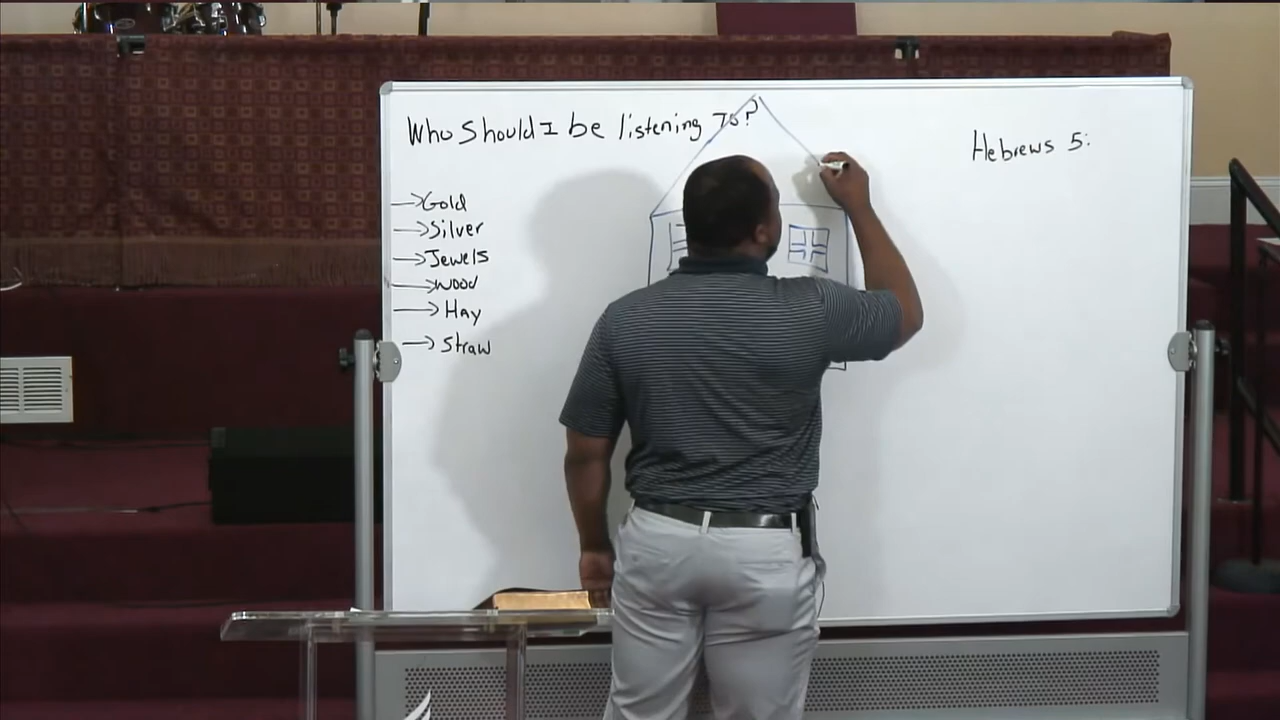 Who Should I be listening To?
Hebrews 5:
→Gold
→Silver
→Jewels
→Wood
→Hay
→Straw